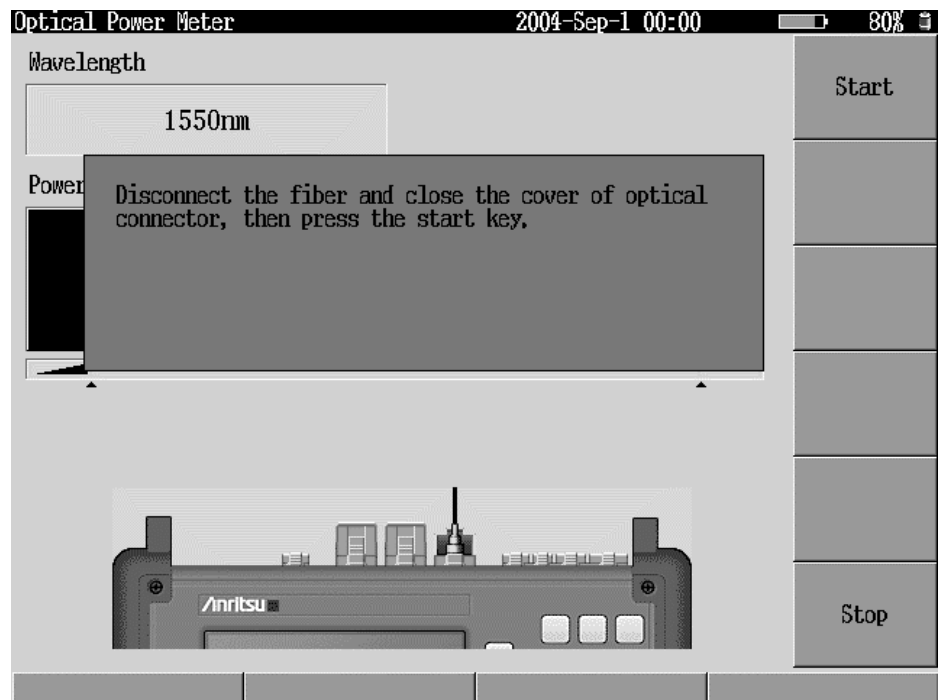 Optical Power Meter 2004-Sep-1 00:00 80%
Wavelength
Start
1550nm
Power
Disconnect the fiber and close the cover of optical
connector, then press the start key.
Anritsu
Stop